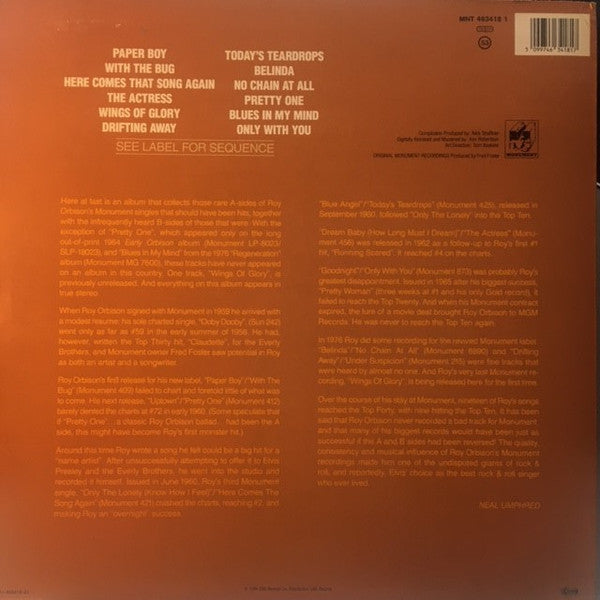 MNT 463418 1
PAPER BOY
WITH THE BUG
HERE COMES THAT SONG AGAIN
THE ACTRESS
WINGS OF GLORY
DRIFTING AWAY
TODAY'S TEARDROPS
BELINDA
NO CHAIN AT ALL
PRETTY ONE
BLUES IN MY MIND
ONLY WITH YOU
SEE LABEL FOR SEQUENCE
5 099746 341813
MONUMENT
ORIGINAL MONUMENT RECORDINGS Produced by Fred Foster
Here at last is an album that collects those rare A-sides of Roy
Orbison's Monument singles that should have been hits, together
with the infrequently heard B-sides of those that were. With the
exception of "Pretty One", which appeared only on the long
out-of-print 1964 Early Orbison album (Monument LP-8023/
SLP-18023), and "Blues in My Mind" from the 1976 "Regeneration"
album (Monument MG 7600), these tracks have never appeared
on an album in this country. One track, "Wings Of Glory", is
previously unreleased. And everything on this album appears in
true stereo.
When Roy Orbison signed with Monument in 1959 he arrived with
a modest resume: his sole charted single, "Ooby Dooby" (Sun 242)
went only as far as #59 in the early summer of 1956. He had,
however, written the Top Thirty hit, "Claudette", for the Everly
Brothers, and Monument owner Fred Foster saw potential in Roy
as both an artist and a songwriter.
Roy Orbison's first release for his new label, "Paper Boy"/"With The
Bug" (Monument 409) failed to chart and foretold little of what was
to come. His next release, "Uptown"/"Pretty One" (Monument 412)
barely dented the charts at #72 in early 1960. (Some speculate that
if "Pretty One"... a classic Roy Orbison ballad... had been the A
side, this might have become Roy's first monster hit.)
Around this time Roy wrote a song he felt could be a big hit for a
"name artist". After unsuccessfully attempting to offer it to Elvis
Presley and the Everly Brothers, he went into the studio and
recorded it himself. Issued in June 1960, Roy's third Monument
single, "Only The Lonely (Know How I Feel)"/"Here Comes The
Song Again" (Monument 421) crashed the charts, reaching #2, and
making Roy an "overnight" success.
"Blue Angel"/"Today's Teardrops" (Monument 425), released in
September 1960, followed "Only The Lonely" into the Top Ten.
"Dream Baby (How Long Must I Dream)"/"The Actress" (Monu-
ment 456) was released in 1962 as a follow-up to Roy's first #1
hit, "Running Scared". It reached #4 on the charts.
"Goodnight"/"Only With You" (Monument 873) was probably Roy's
greatest disappointment. Issued in 1965 after his biggest success,
"Pretty Woman" (three weeks at #1 and his only Gold record), it
failed to reach the Top Twenty. And when his Monument contract
expired, the lure of a movie deal brought Roy Orbison to MGM
Records. He was never to reach the Top Ten again.
In 1976 Roy did some recording for the revived Monument label.
"Belinda"/"No Chain At All" (Monument 8690) and "Drifting
Away"/"Under Suspicion" (Monument 215) were fine tracks that
were heard by almost no one. And Roy's very last Monument re-
cording, "Wings Of Glory", is being released here for the first time.
Over the course of his stay at Monument, nineteen of Roy's songs
reached the Top Forty, with nine hitting the Top Ten. It has been
said that Roy Orbison never recorded a bad track for Monument
and that many of his biggest records would have been just as
successful if the A and B sides had been reversed! The quality,
consistency and musical influence of Roy Orbison's Monument
recordings made him one of the undisputed giants of rock &
roll, and, reportedly, Elvis' choice as the best rock & roll singer
who ever lived.
NEAL UMPHRED